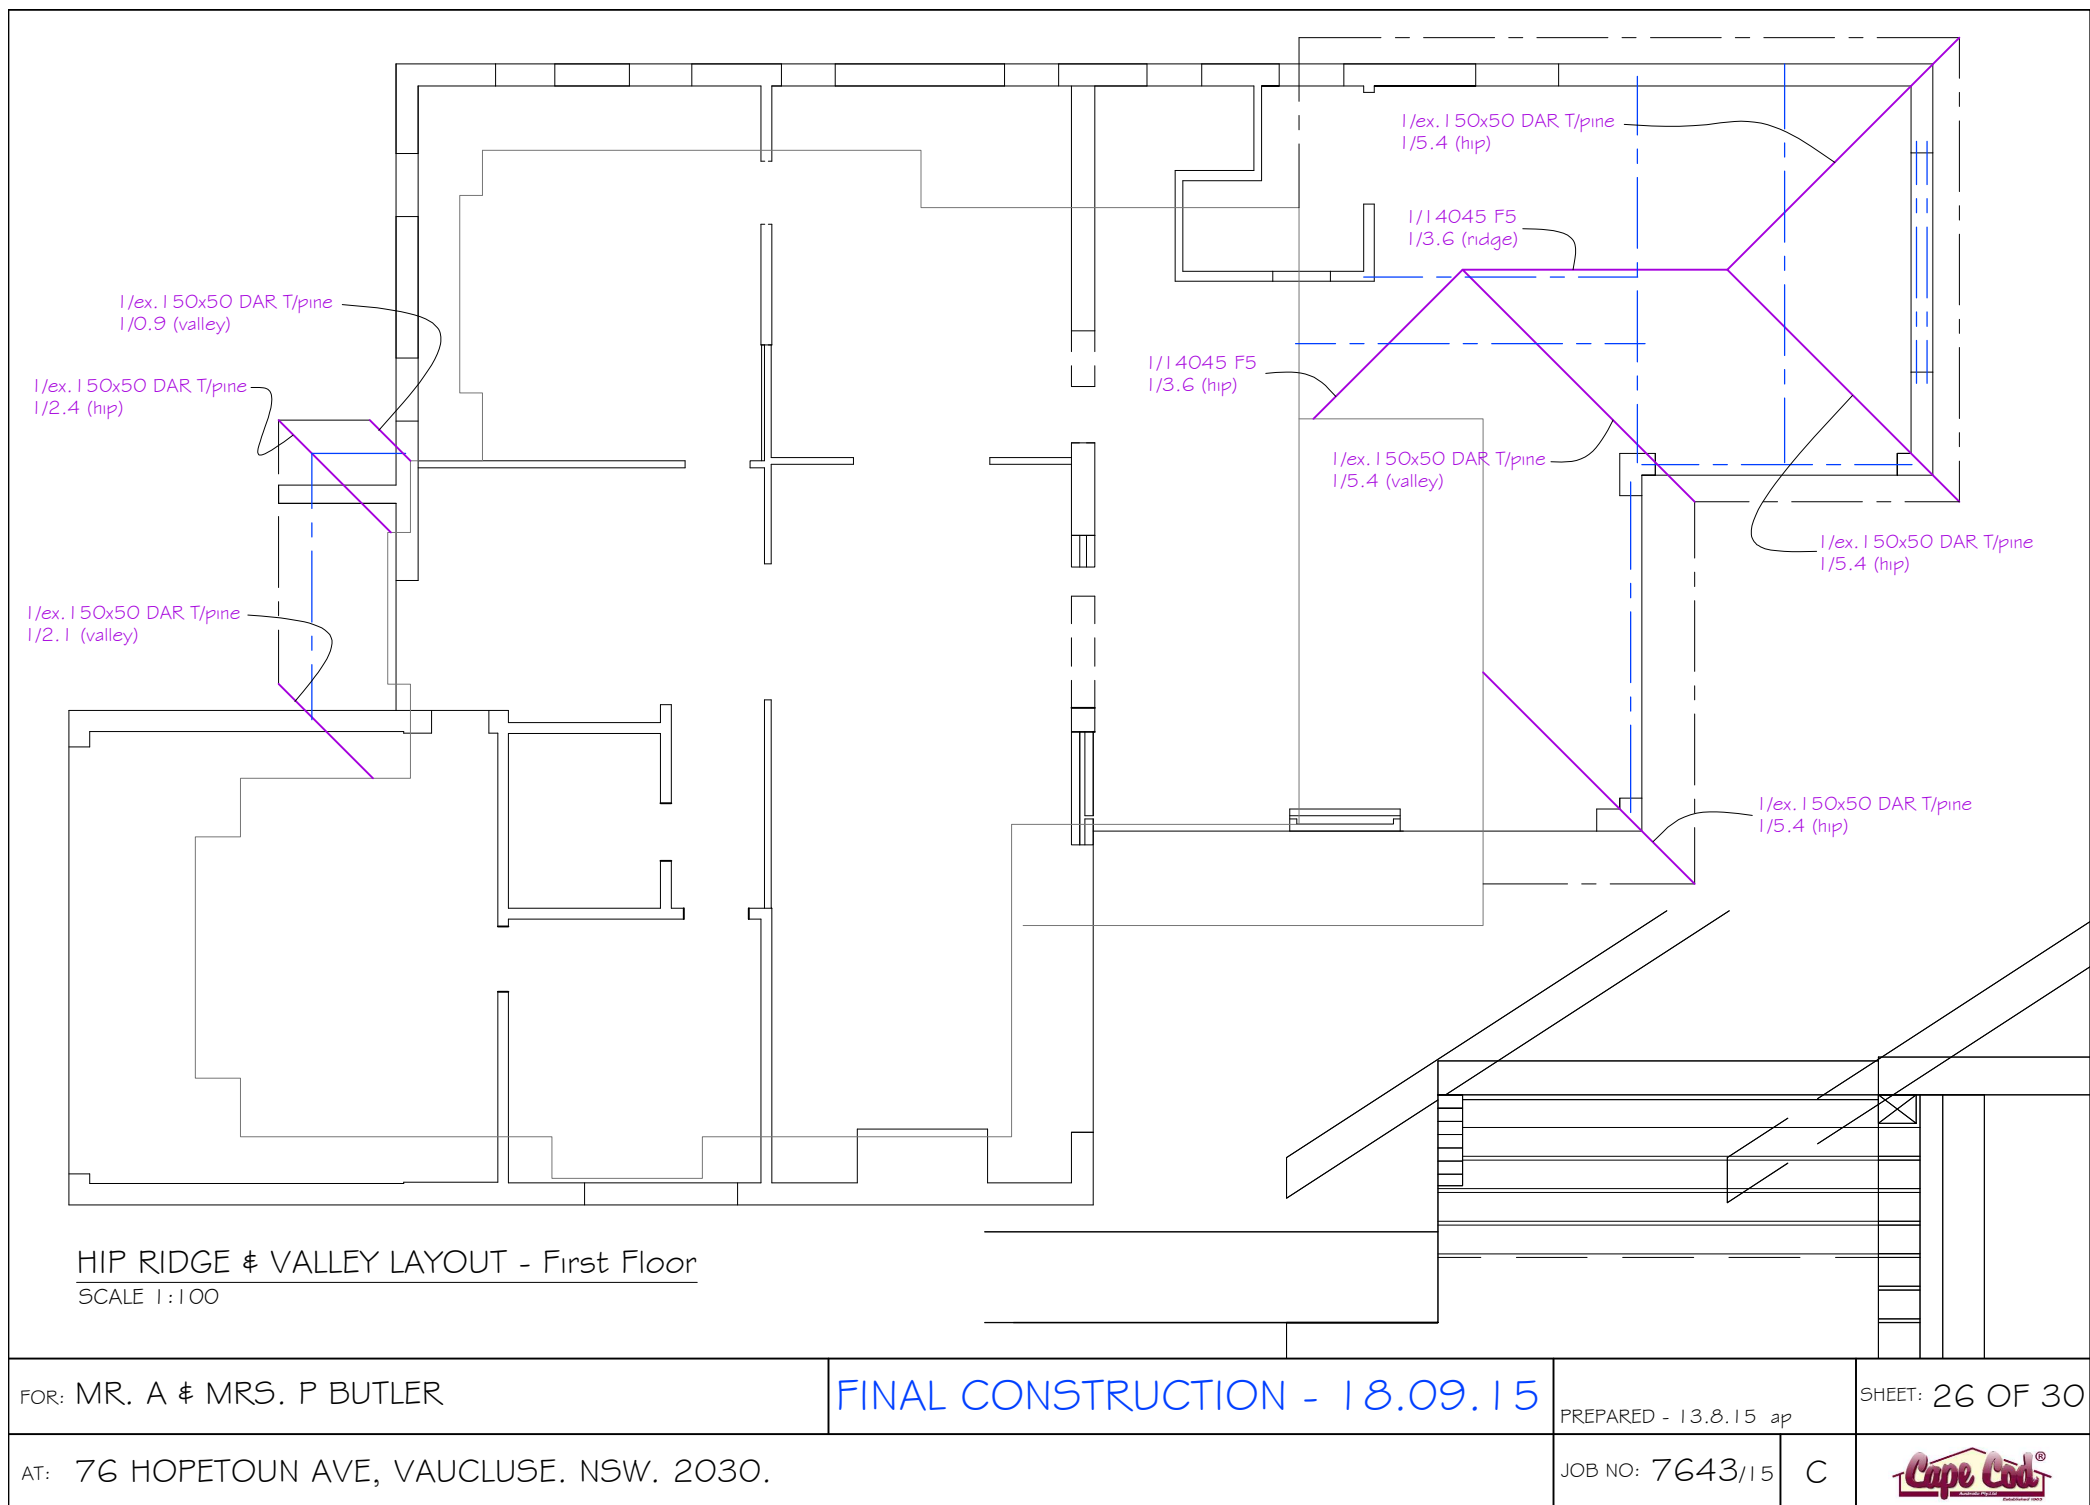 1/ex.150x50 DAR T/pine
1/5.4 (hip)
1/14045 F5
1/3.6 (ridge)
1/ex.150x50 DAR T/pine
1/0.9 (valley)
1/ex.150x50 DAR T/pine
1/2.4 (hip)
1/14045 F5
1/3.6 (hip)
1/ex.150x50 DAR T/pine
1/5.4 (valley)
1/ex.150x50 DAR T/pine
1/5.4 (hip)
1/ex.150x50 DAR T/pine
1/2.1 (valley)
1/ex.150x50 DAR T/pine
1/5.4 (hip)
HIP RIDGE & VALLEY LAYOUT - First Floor
SCALE 1:100
FOR: MR. A & MRS. P BUTLER
FINAL CONSTRUCTION - 18.09.15
PREPARED - 13.8.15 ap
SHEET: 26 OF 30
AT: 76 HOPETOUN AVE, VAUCLUSE. NSW. 2030.
JOB NO: 7643/15
C
Cape Cod®
Australia Pty.Ltd
Established 1965